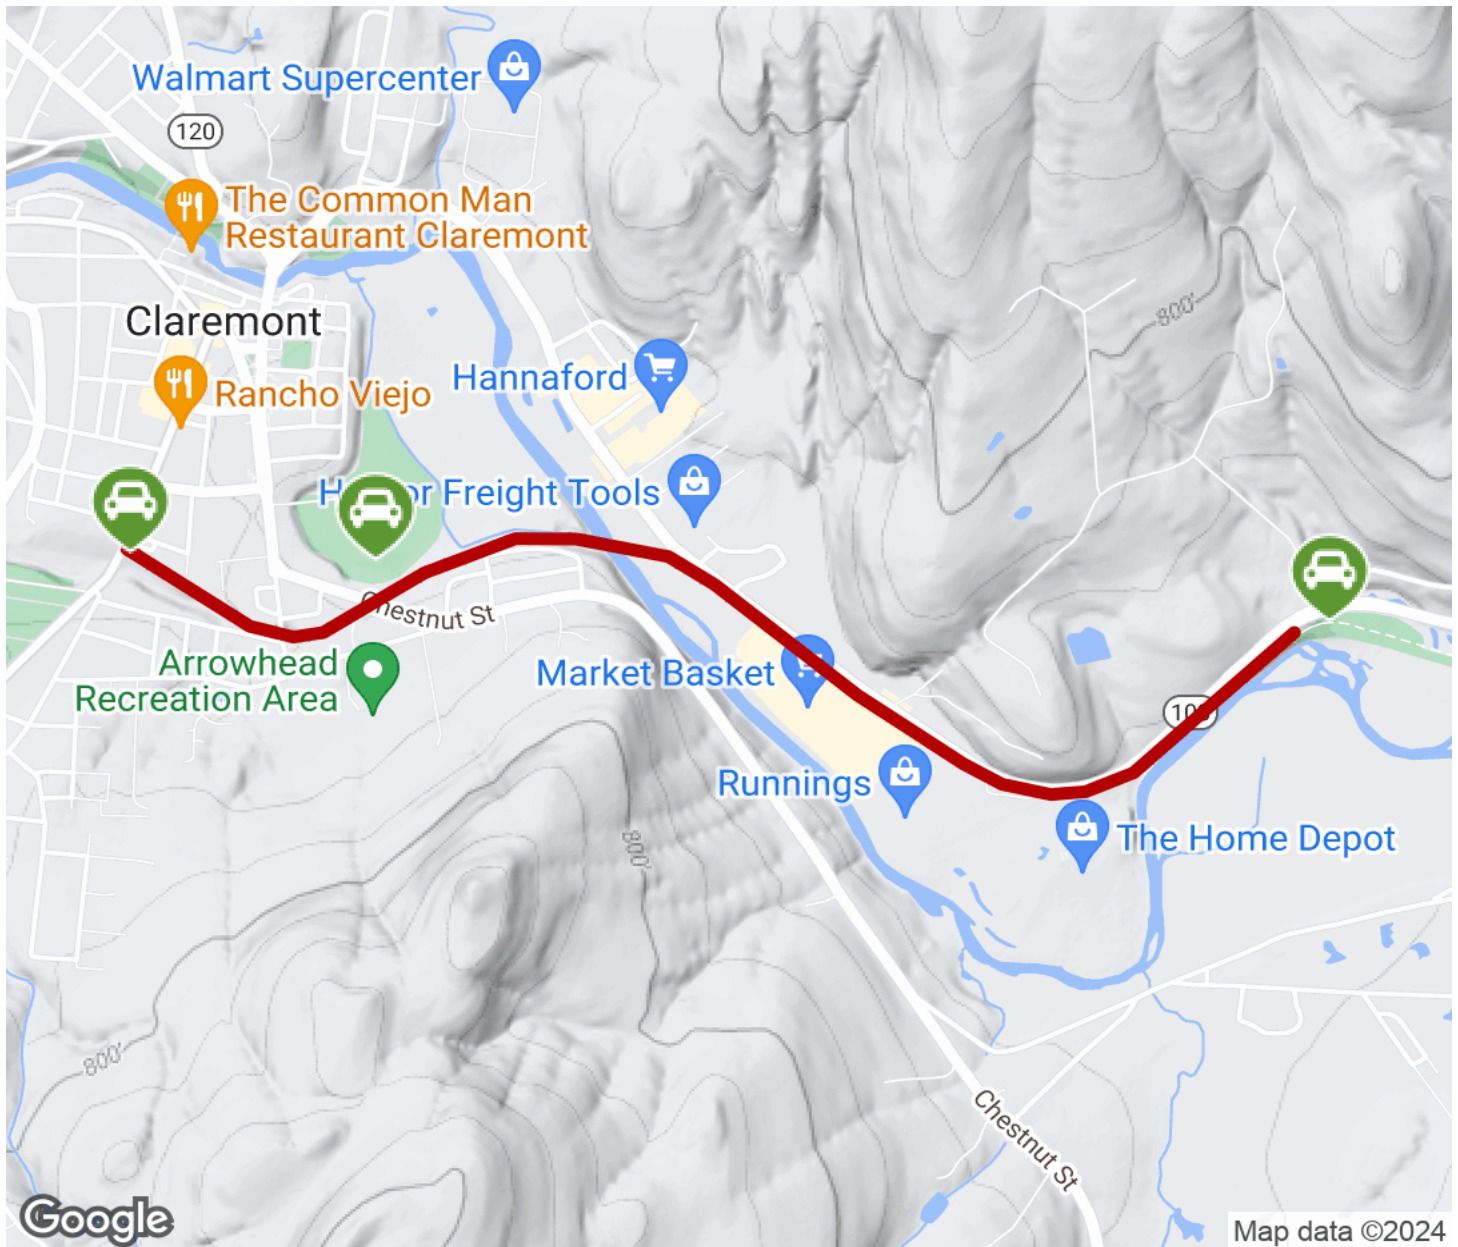 Walmart Supercenter
120
The Common Man
Restaurant Claremont
Claremont
Hannaford
Rancho Viejo
Freight Tools
Chestnut St
Arrowhead
Recreation Area
Market Basket
800'
Runnings
The Home Depot
800'
800'
Chestnut St
Google
Map data ©2024